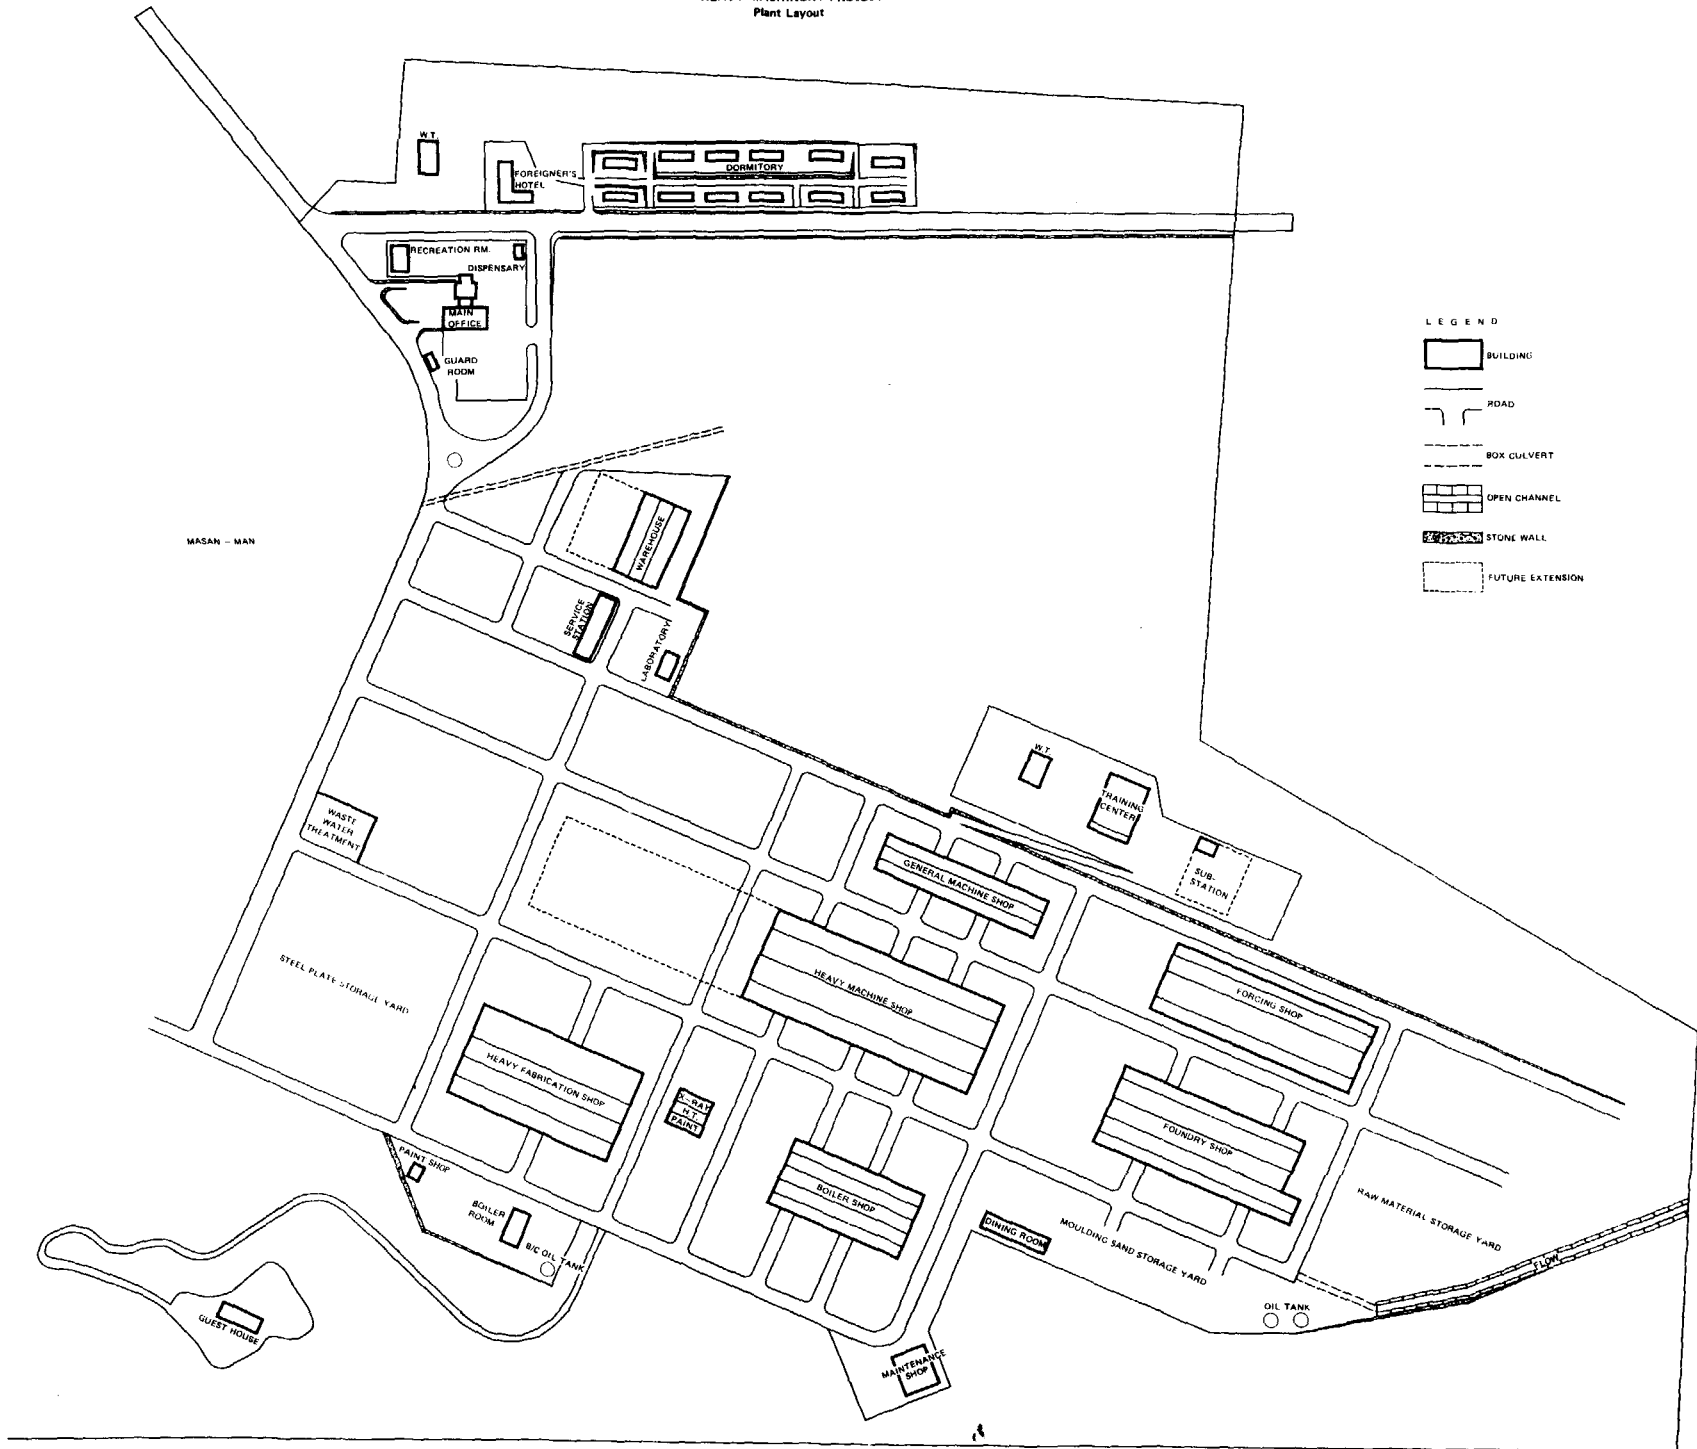 Plant Layout
W.T.
FOREIGNER'S
HOTEL
DORMITORY
RECREATION RM.
DISPENSARY
MAIN
OFFICE
GUARD
ROOM
LEGEND
BUILDING
ROAD
BOX CULVERT
OPEN CHANNEL
STONE WALL
FUTURE EXTENSION
MASAN – MAN
WAREHOUSE
SERVICE
STATION
LABORATORY
W.T.
TRAINING
CENTER
SUB-
STATION
WASTE
WATER
TREATMENT
GENERAL MACHINE SHOP
HEAVY MACHINE SHOP
FORGING SHOP
STEEL PLATE STORAGE YARD
HEAVY FABRICATION SHOP
X-RAY
H.T.
PAINT
FOUNDRY SHOP
PAINT SHOP
BOILER SHOP
BOILER
ROOM
B/C OIL TANK
DINING ROOM
MOULDING SAND STORAGE YARD
RAW MATERIAL STORAGE YARD
FLOW
OIL TANK
GUEST HOUSE
MAINTENANCE
SHOP